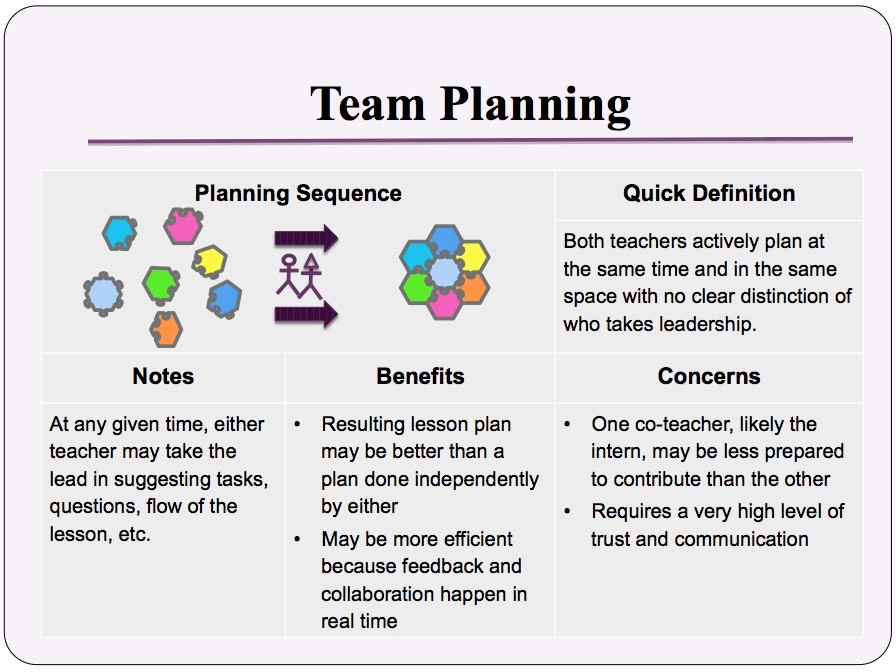 Team Planning
Planning Sequence
Quick Definition
Both teachers actively plan at
the same time and in the same
space with no clear distinction of
who takes leadership.
Notes
Benefits
Concerns
At any given time, either
teacher may take the
lead in suggesting tasks,
questions, flow of the
lesson, etc.
• Resulting lesson plan
may be better than a
plan done independently
by either
• May be more efficient
because feedback and
collaboration happen in
real time
• One co-teacher, likely the
intern, may be less prepared
to contribute than the other
• Requires a very high level of
trust and communication